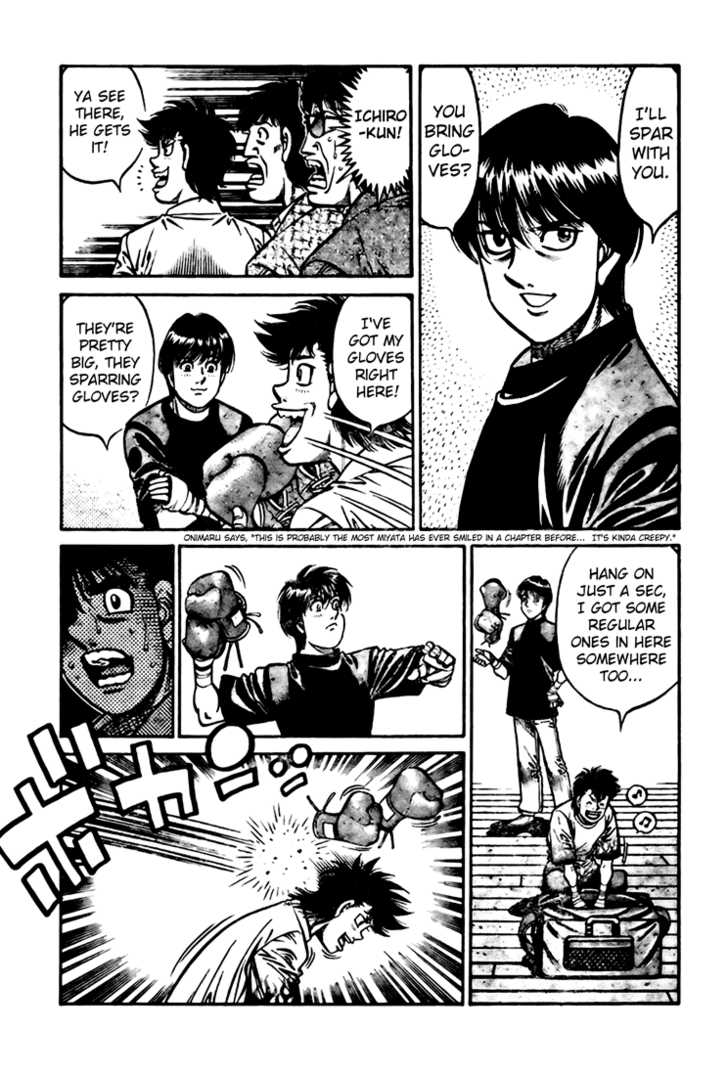 I'LL
SPAR
WITH
YOU.
YOU
BRING
GLO-
VES?
ICHIRO
-KUN!
YA SEE
THERE,
HE GETS
IT!
I'VE
GOT MY
GLOVES
RIGHT
HERE!
THEY'RE
PRETTY
BIG, THEY
SPARRING
GLOVES?
ONIMARU SAYS, "THIS IS PROBABLY THE MOST MIYATA HAS EVER SMILED IN A CHAPTER BEFORE... IT'S KINDA CREEPY."
HANG ON
JUST A SEC,
I GOT SOME
REGULAR
ONES IN HERE
SOMEWHERE
TOO...
ボカニ